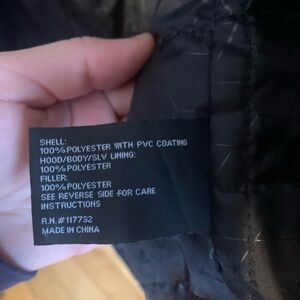 SHELL:
100% POLYESTER WITH PVC COATING
HOOD/BODY/SLV LINING:
100% POLYESTER
FILLER:
100% POLYESTER
SEE REVERSE SIDE FOR CARE
INSTRUCTIONS
R.N.#117732
MADE IN CHINA